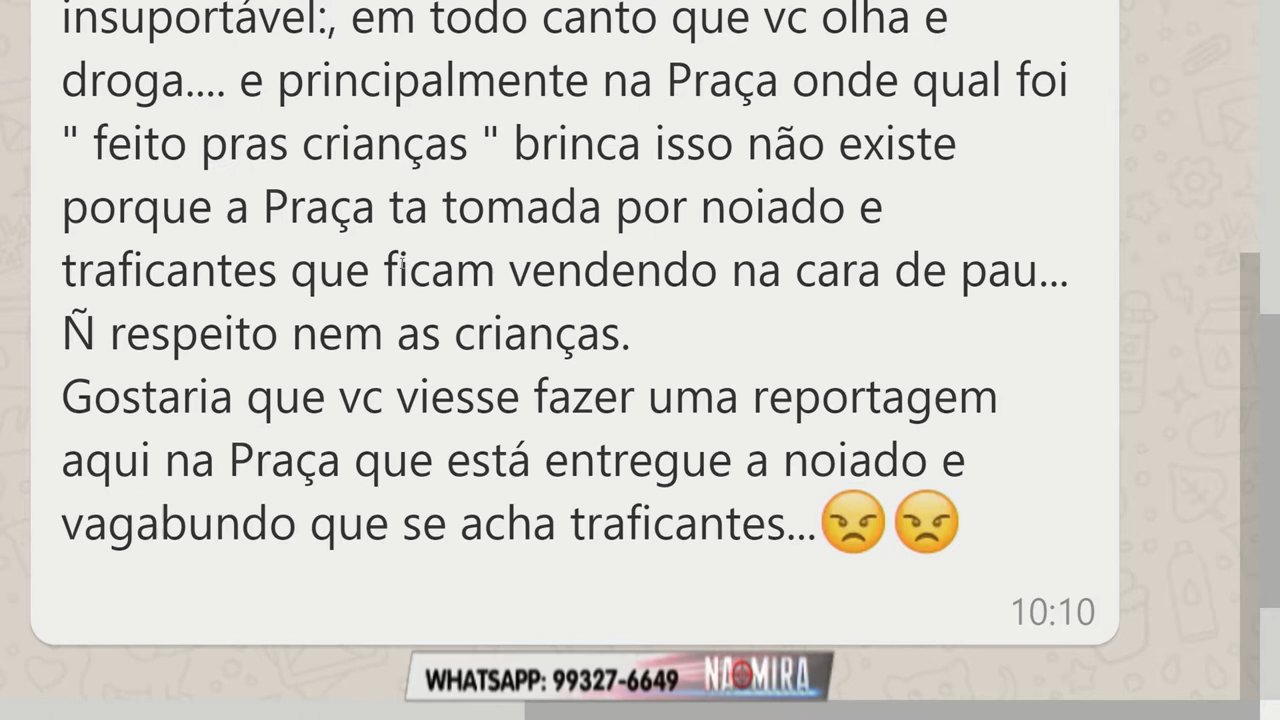 insuportável:, em todo canto que vc olha e
droga.... e principalmente na Praça onde qual foi
" feito pras crianças " brinca isso não existe
porque a Praça ta tomada por noiado e
traficantes que ficam vendendo na cara de pau...
Ñ respeito nem as crianças.
Gostaria que vc viesse fazer uma reportagem
aqui na Praça que está entregue a noiado e
vagabundo que se acha traficantes...😠😠
10:10
WHATSAPP: 99327-6649 NA MIRA